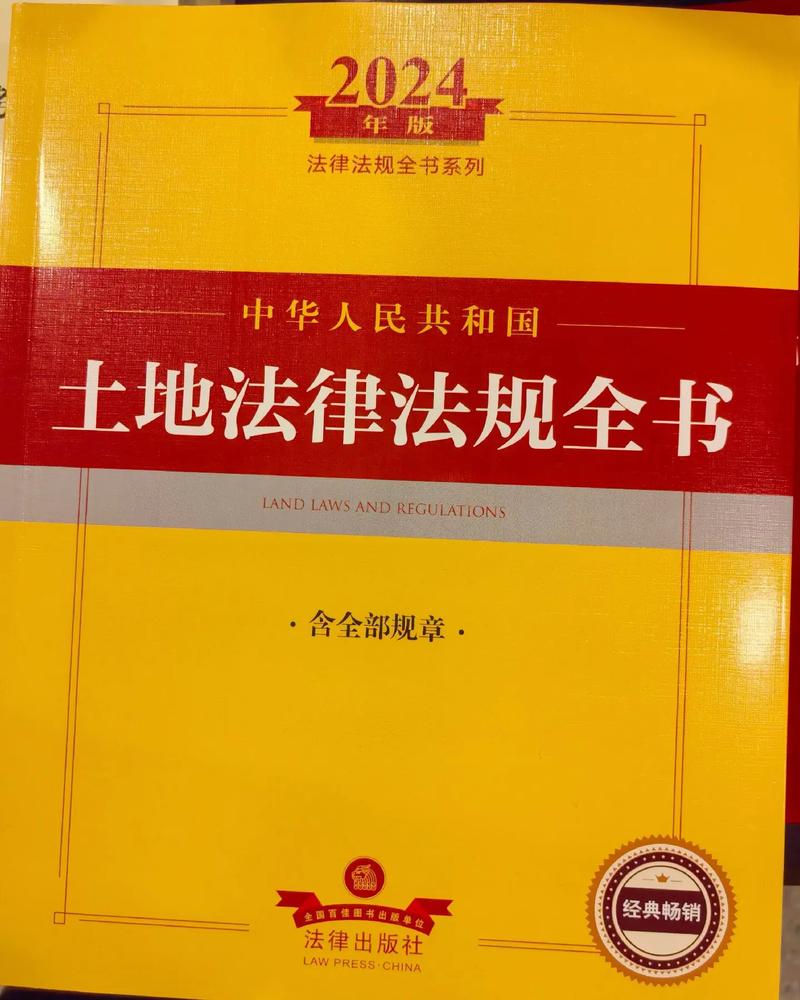 2024
年版
法律法规全书系列
中华人民共和国
土地法律法规全书
LAND LAWS AND REGULATIONS
·含全部规章·
全国百佳图书出版单位
法律出版社
LAW PRESS·CHINA
经典畅销